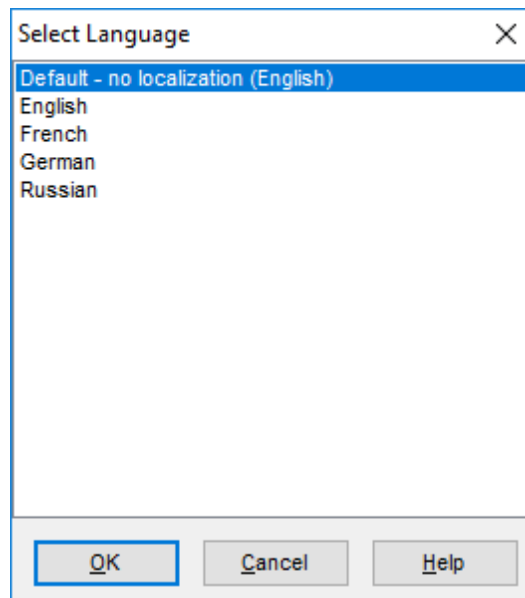 Select Language
Default - no localization (English)
English
French
German
Russian
OK Cancel Help